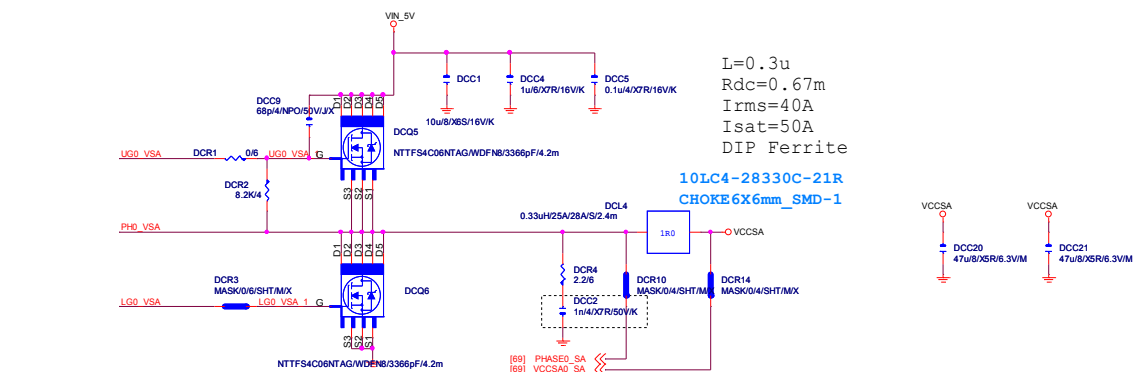 VIN_5V
L=0.3u
Rdc=0.67m
Irms=40A
Isat=50A
DIP Ferrite
DCC1
10u/8/X6S/16V/K
DCC4
1u/6/X7R/16V/K
DCC5
0.1u/4/X7R/16V/K
DCC9
68p/4/NPO/50V/J/X
D1
D2
D3
D4
D5
DCQ5
NTTFS4C06NTAG/WDFN8/3366pF/4.2m
UG0_VSA
DCR1
0/6
UG0_VSA_1
G
DCR2
8.2K/4
S3
S2
S1
10LC4-28330C-21R
CHOKE6X6mm_SMD-1
DCL4
0.33uH/25A/28A/S/2.4m
1R0
VCCSA
PH0_VSA
VCCSA
DCC20
47u/8/X5R/6.3V/M
VCCSA
DCC21
47u/8/X5R/6.3V/M
D1
D2
D3
D4
D5
DCQ6
DCR3
MASK/0/6/SHT/M/X
LG0_VSA
LG0_VSA_1
G
S3
S2
S1
NTTFS4C06NTAG/WDFN8/3366pF/4.2m
DCR4
2.2/6
DCC2
1n/4/X7R/50V/K
DCR10
MASK/0/4/SHT/M/X
DCR14
MASK/0/4/SHT/M/X
[69] PHASE0_SA
[69] VCCSA0_SA